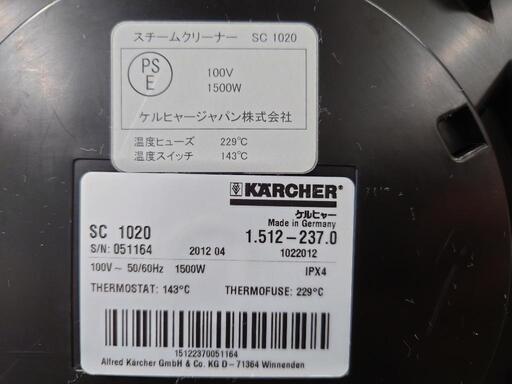 スチームクリーナー SC 1020
PS
E
100V
1500W
ケルヒャージャパン株式会社
温度ヒューズ 229℃
温度スイッチ 143℃
KÄRCHER
ケルヒャー
Made in Germany
SC 1020
1.512-237.0
S/N: 051164 2012 04 1022012
100V~ 50/60Hz 1500W IPX4
THERMOSTAT: 143°C THERMOFUSE: 229°C
15122370051164
Alfred Kärcher GmbH & Co. KG D - 71364 Winnenden